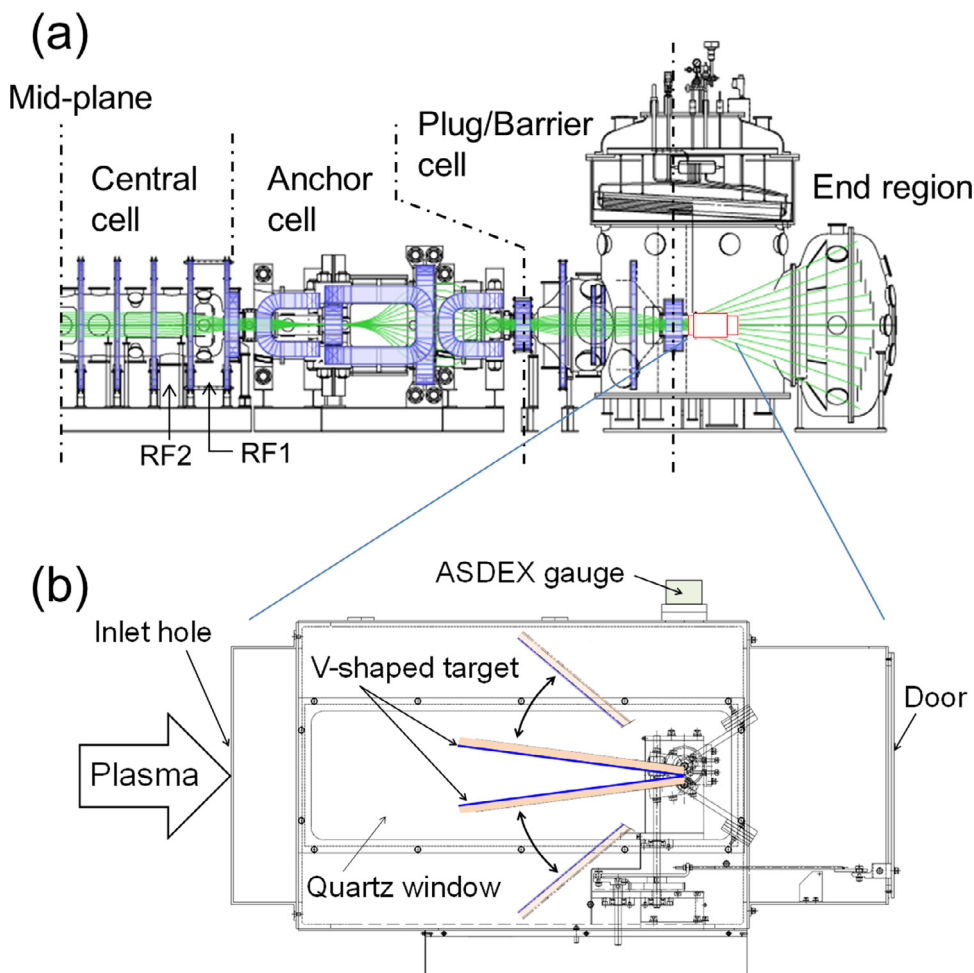 (a)
Mid-plane
Central
cell
Anchor
cell
Plug/Barrier
cell
End region
RF2
RF1
(b)
ASDEX gauge
Inlet hole
V-shaped target
Door
Plasma
Quartz window